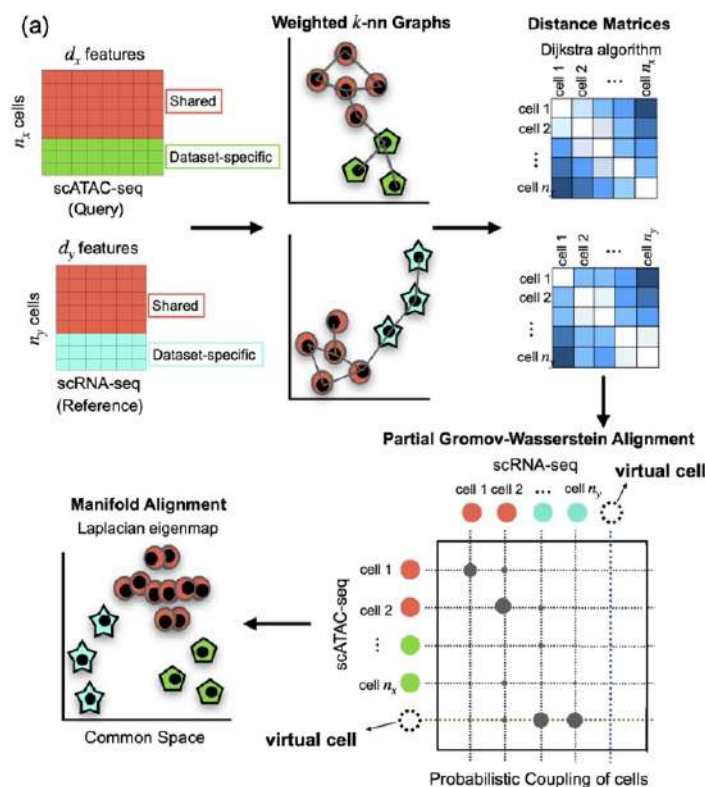 (a)
d_x features
n_x cells
Shared
Dataset-specific
scATAC-seq
(Query)
d_y features
n_y cells
Shared
Dataset-specific
scRNA-seq
(Reference)
Weighted k-nn Graphs
Distance Matrices
Dijkstra algorithm
cell 1
cell 2
...
cell n_x
cell 1
cell 2
⋮
cell n
cell 1
cell 2
...
cell n_y
cell 1
cell 2
⋮
cell n
Partial Gromov-Wasserstein Alignment
scRNA-seq
virtual cell
cell 1
cell 2
...
cell n_y
scATAC-seq
cell 1
cell 2
⋮
cell n_x
virtual cell
Probabilistic Coupling of cells
Manifold Alignment
Laplacian eigenmap
Common Space